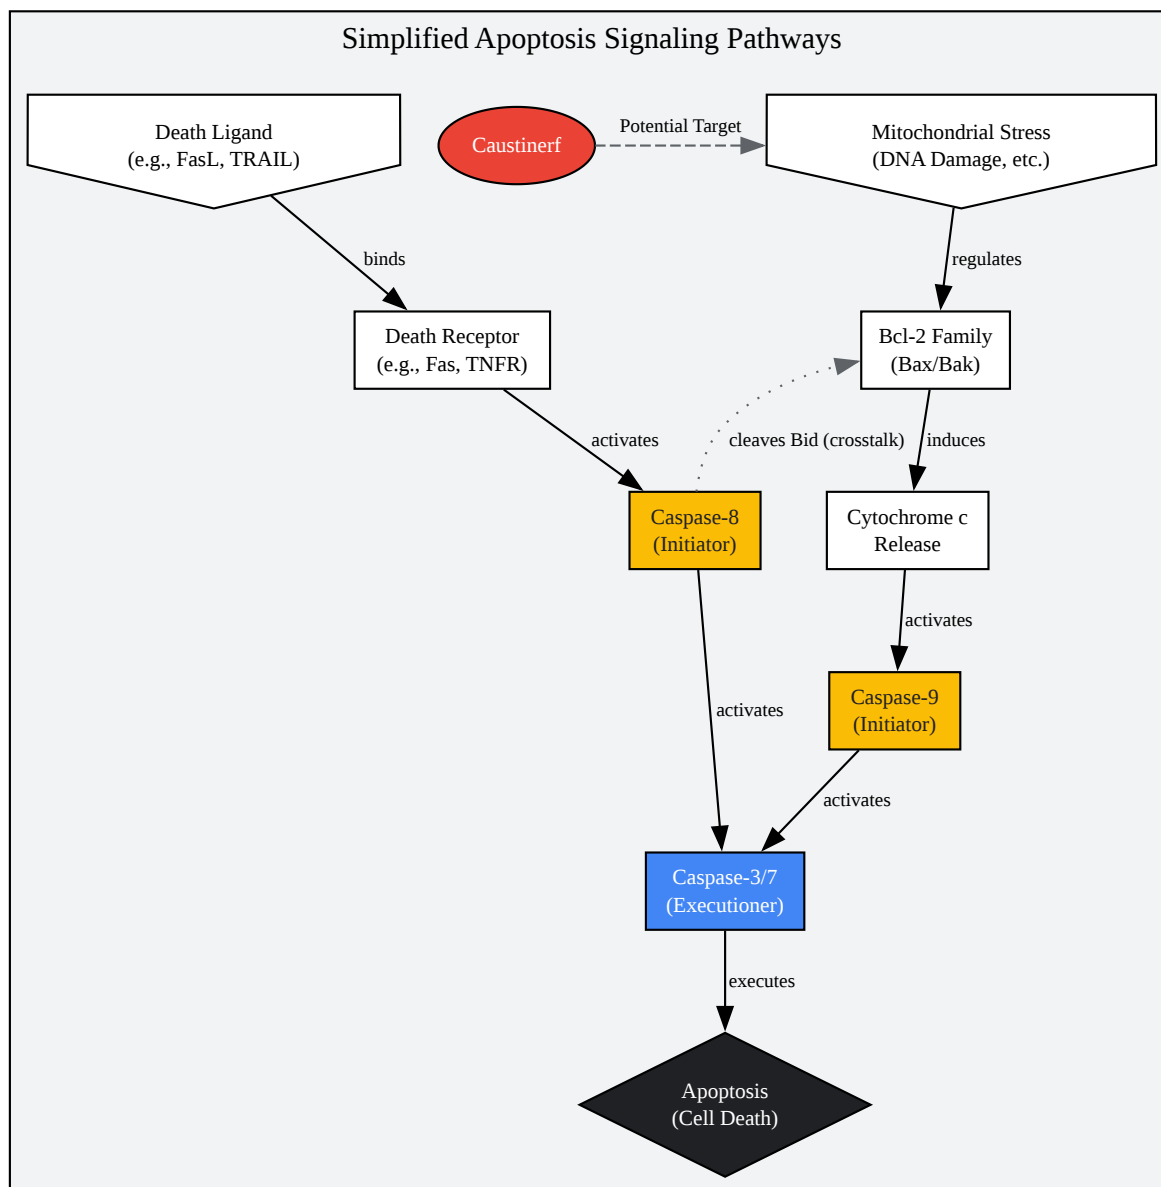 Simplified Apoptosis Signaling Pathways
Death Ligand
(e.g., FasL, TRAIL)
Caustinerf
Potential Target
Mitochondrial Stress
(DNA Damage, etc.)
binds
regulates
Death Receptor
(e.g., Fas, TNFR)
Bcl-2 Family
(Bax/Bak)
activates
cleaves Bid (crosstalk)
induces
Caspase-8
(Initiator)
Cytochrome c
Release
activates
Caspase-9
(Initiator)
activates
activates
Caspase-3/7
(Executioner)
executes
Apoptosis
(Cell Death)